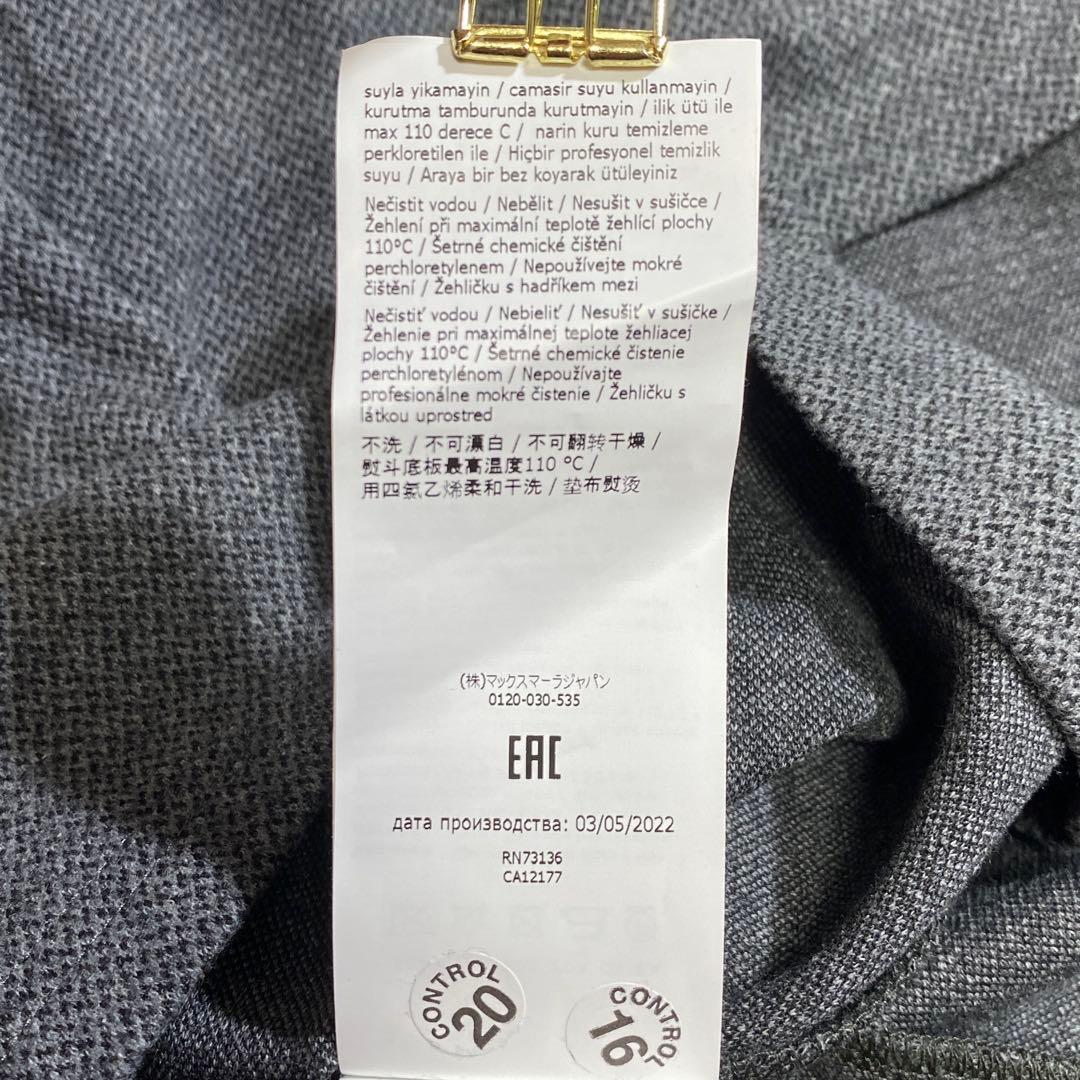 suyla yikamayin / camasir suyu kullanmayin /
kurutma tamburunda kurutmayin / ilik ütü ile
max 110 derece C / narin kuru temizleme
perkloretilen ile / Hiçbir profesyonel temizlik
suyu / Araya bir bez koyarak ütüleyiniz
Nečistit vodou / Nebělit / Nesušit v sušičce /
Žehlení při maximální teplotě žehlící plochy
110°C / Šetrné chemické čištění
perchloretylenem / Nepoužívejte mokré
čištění / Žehličku s hadříkem mezi
Nečistiť vodou / Nebieliť / Nesušiť v sušičke /
Žehlenie pri maximálnej teplote žehliacej
plochy 110°C / Šetrné chemické čistenie
perchloretylénom / Nepoužívajte
profesionálne mokré čistenie / Žehličku s
látkou uprostred
不洗 / 不可漂白 / 不可翻转干燥 /
熨斗底板最高温度110 °C /
用四氯乙烯柔和干洗 / 垫布熨烫
(株)マックスマーラジャパン
0120-030-535
EAC
дата производства: 03/05/2022
RN73136
CA12177
CONTROL
20
CONTROL
16